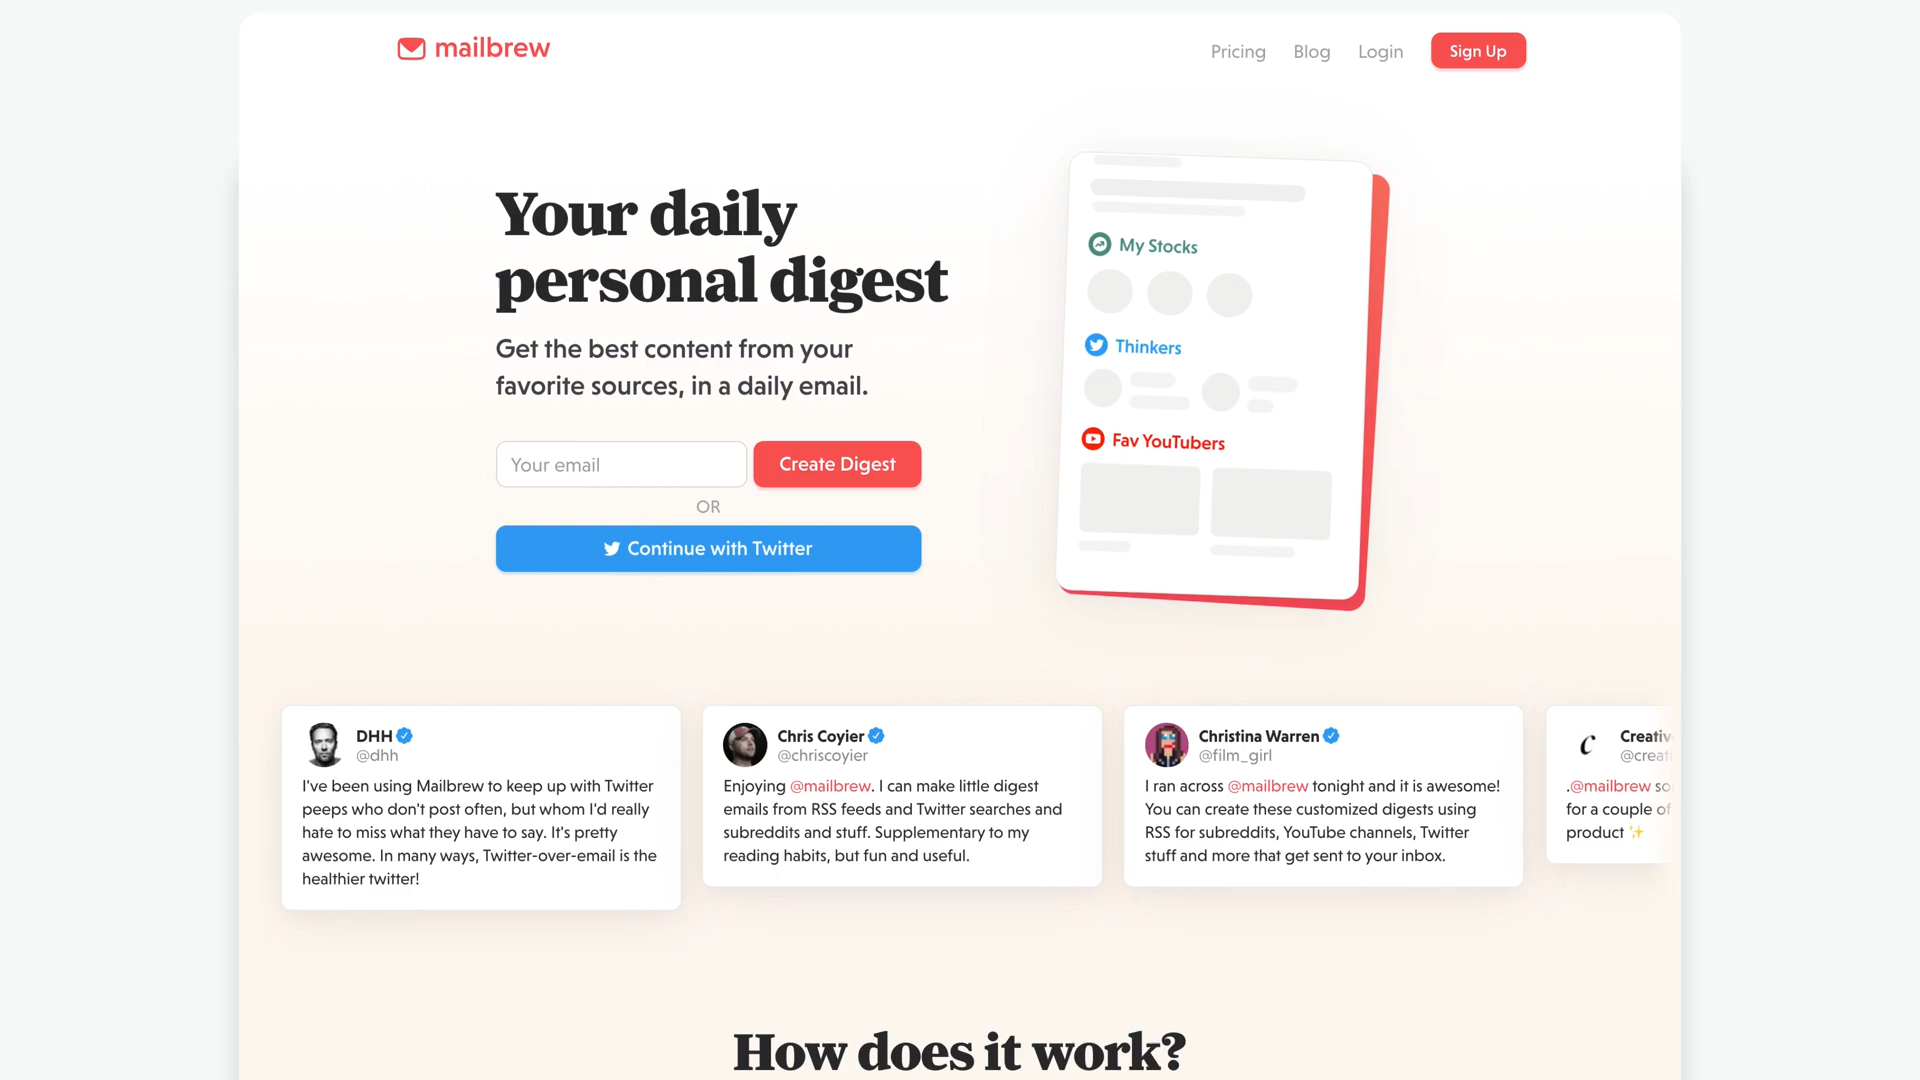 mailbrew
Pricing
Blog
Login
Sign Up
Your daily
personal digest
Get the best content from your
favorite sources, in a daily email.
Your email
Create Digest
OR
Continue with Twitter
My Stocks
Thinkers
Fav YouTubers
DHH
@dhh
I've been using Mailbrew to keep up with Twitter
peeps who don't post often, but whom I'd really
hate to miss what they have to say. It's pretty
awesome. In many ways, Twitter-over-email is the
healthier twitter!
Chris Coyier
@chriscoyier
Enjoying @mailbrew. I can make little digest
emails from RSS feeds and Twitter searches and
subreddits and stuff. Supplementary to my
reading habits, but fun and useful.
Christina Warren
@film_girl
I ran across @mailbrew tonight and it is awesome!
You can create these customized digests using
RSS for subreddits, YouTube channels, Twitter
stuff and more that get sent to your inbox.
.@mailbrew
for a couple of
product ✨
How does it work?